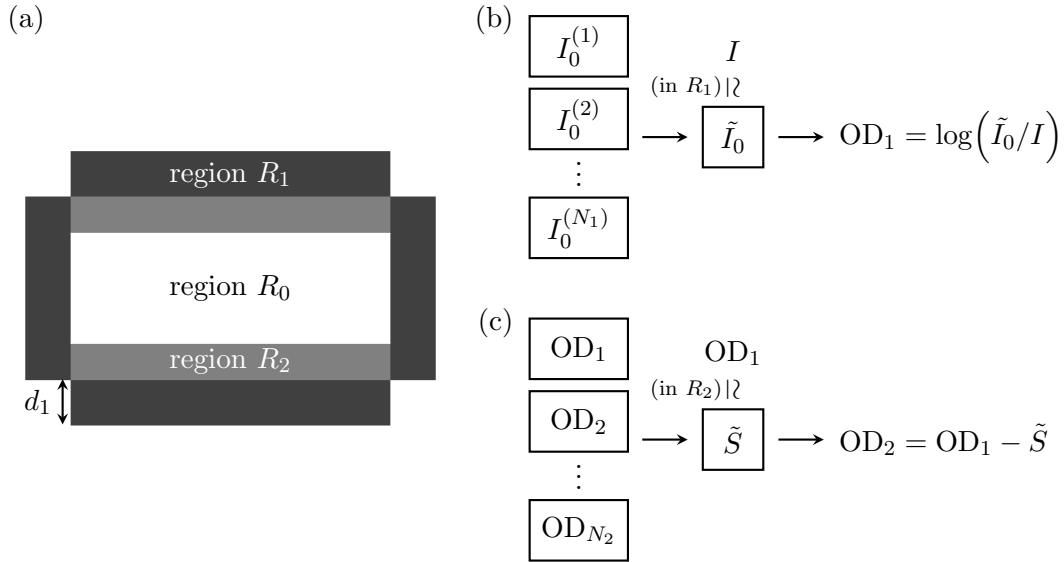 (a)
region R₁
region R₀
region R₂
d₁
(b)
I₀⁽¹⁾
I₀⁽²⁾
⋮
I₀⁽ᴺ₁⁾
I
(in R₁)|≀
Ĩ₀
OD₁ = log(Ĩ₀/I)
(c)
OD₁
OD₂
⋮
OD_N₂
OD₁
(in R₂)|≀
S̃
OD₂ = OD₁ − S̃